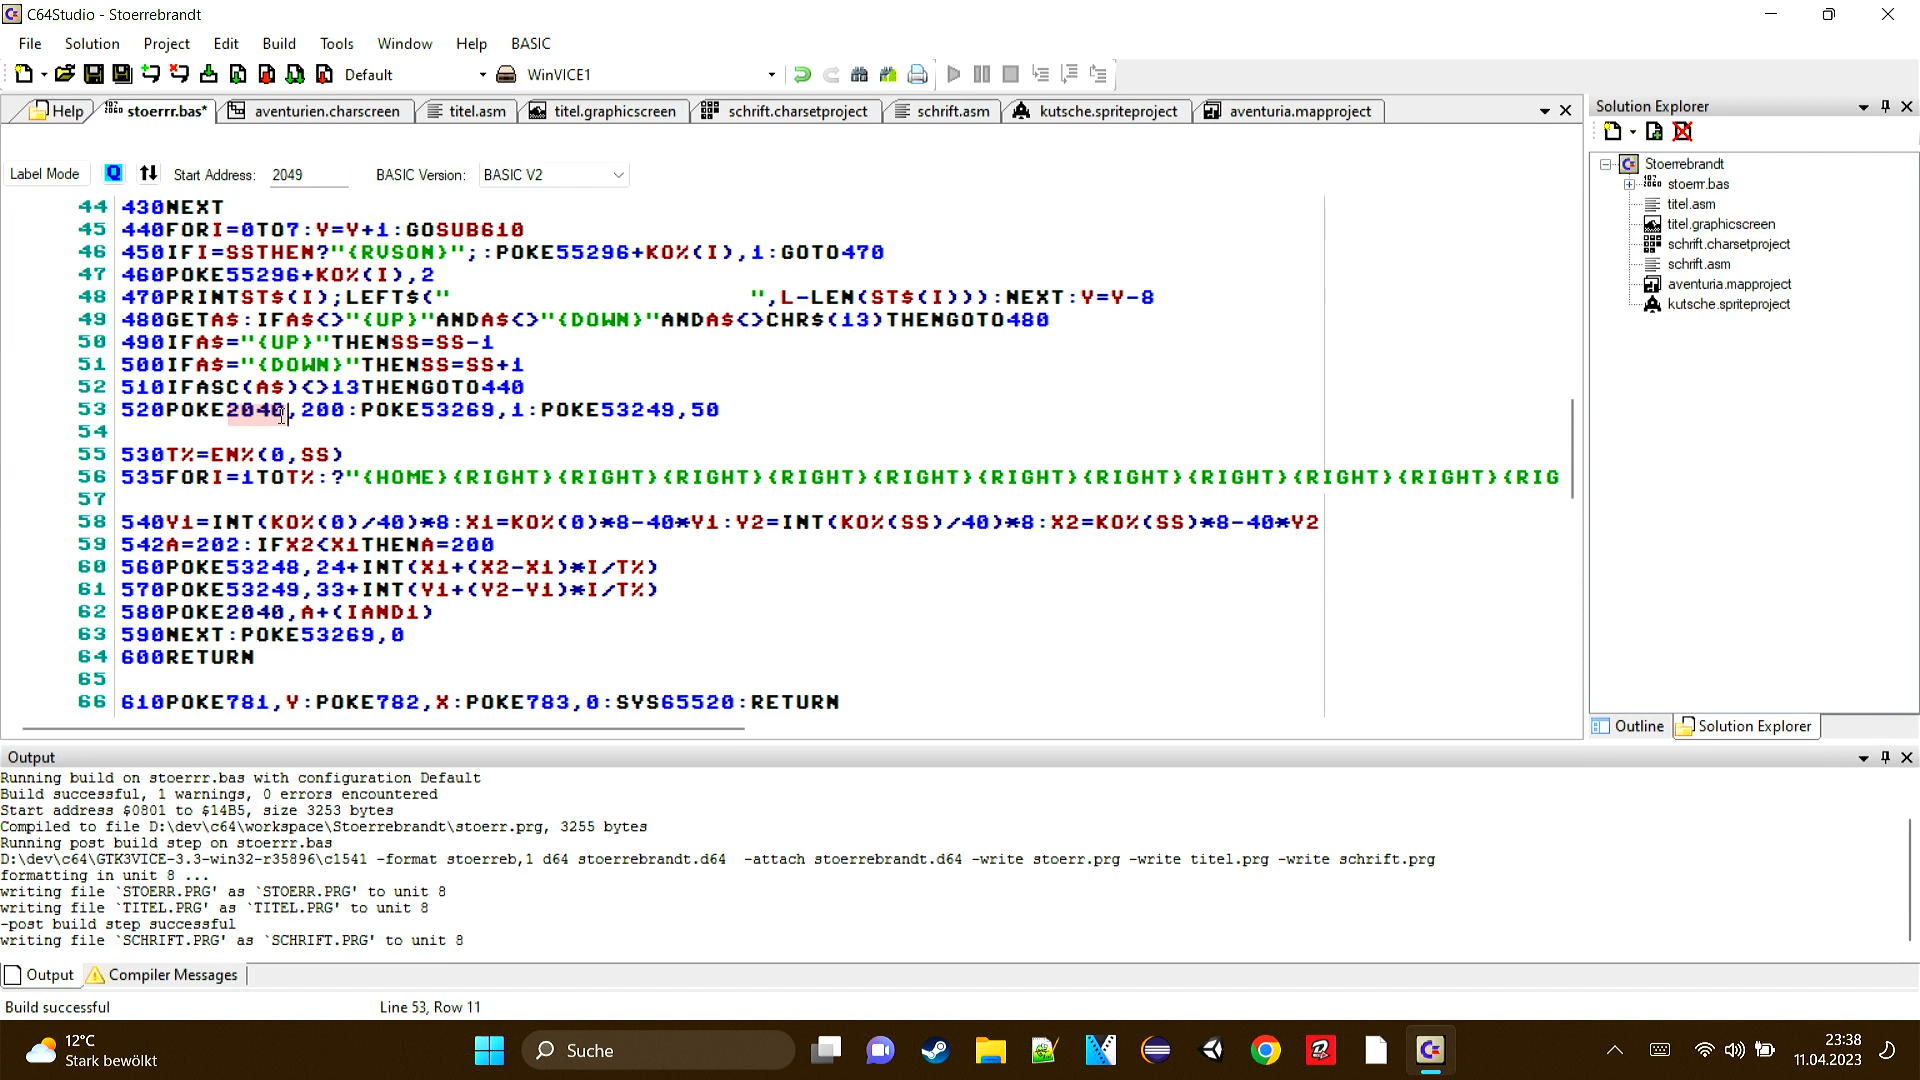 C64Studio - Stoerrebrandt
File Solution Project Edit Build Tools Window Help BASIC
Default WinVICE1
Help stoerrr.bas* aventurien.charscreen titel.asm titel.graphicscreen schrift.charsetproject schrift.asm kutsche.spriteproject aventuria.mapproject
Label Mode Start Address: 2049 BASIC Version: BASIC V2
44 430NEXT
45 440FORI=0TO7:Y=Y+1:GOSUB610
46 450IFI=SSTHEN?"{RVSON}";:POKE55296+KO%(I),1:GOTO470
47 460POKE55296+KO%(I),2
48 470PRINTST$(I);LEFT$("                    ",L-LEN(ST$(I))):NEXT:Y=Y-8
49 480GETA$:IFA$<>"{UP}"ANDA$<>"{DOWN}"ANDA$<>CHR$(13)THENGOTO480
50 490IFA$="{UP}"THENSS=SS-1
51 500IFA$="{DOWN}"THENSS=SS+1
52 510IFASC(A$)<>13THENGOTO440
53 520POKE2040,200:POKE53269,1:POKE53249,50
54
55 530T%=EN%(0,SS)
56 535FORI=1TOT%:?"{HOME}{RIGHT}{RIGHT}{RIGHT}{RIGHT}{RIGHT}{RIGHT}{RIGHT}{RIGHT}{RIGHT}{RIGHT}{RIG
57
58 540Y1=INT(KO%(0)/40)*8:X1=KO%(0)*8-40*Y1:Y2=INT(KO%(SS)/40)*8:X2=KO%(SS)*8-40*Y2
59 542A=202:IFX2<X1THENA=200
60 560POKE53248,24+INT(X1+(X2-X1)*I/T%)
61 570POKE53249,33+INT(Y1+(Y2-Y1)*I/T%)
62 580POKE2040,A+(IAND1)
63 590NEXT:POKE53269,0
64 600RETURN
65
66 610POKE781,Y:POKE782,X:POKE783,0:SYS65520:RETURN
Solution Explorer
Stoerrebrandt
stoerrr.bas
titel.asm
titel.graphicscreen
schrift.charsetproject
schrift.asm
aventuria.mapproject
kutsche.spriteproject
Outline Solution Explorer
Output
Running build on stoerrr.bas with configuration Default
Build successful, 1 warnings, 0 errors encountered
Start address $0801 to $14B5, size 3253 bytes
Compiled to file D:\dev\c64\workspace\Stoerrebrandt\stoerr.prg, 3255 bytes
Running post build step on stoerrr.bas
D:\dev\c64\GTK3VICE-3.3-win32-r35896\c1541 -format stoerreb,1 d64 stoerrebrandt.d64  -attach stoerrebrandt.d64 -write stoerr.prg -write titel.prg -write schrift.prg
formatting in unit 8 ...
writing file `STOERR.PRG' as `STOERR.PRG' to unit 8
writing file `TITEL.PRG' as `TITEL.PRG' to unit 8
-post build step successful
writing file `SCHRIFT.PRG' as `SCHRIFT.PRG' to unit 8
Output Compiler Messages
Build successful Line 53, Row 11
12°C
Stark bewölkt
Suche
23:38
11.04.2023